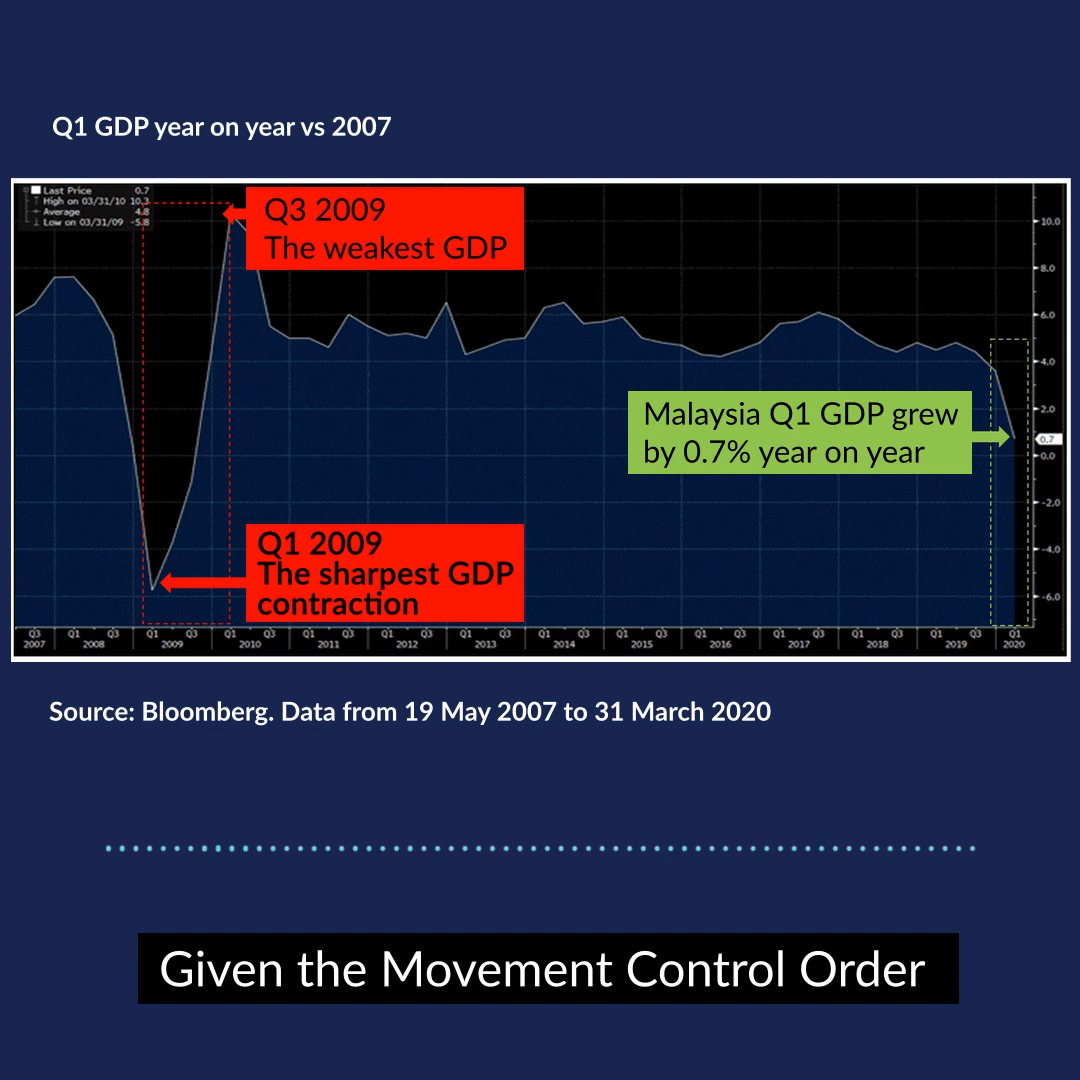 Q1 GDP year on year vs 2007
Last Price 0.7
High on 03/31/10 10.3
Average 4.8
Low on 03/31/09 -5.8
Q3 2009
The weakest GDP
10.0
8.0
6.0
4.0
Malaysia Q1 GDP grew
by 0.7% year on year
2.0
0.7
0.0
-2.0
-4.0
-6.0
Q1 2009
The sharpest GDP
contraction
Q3 Q1 Q3 Q1 Q3 Q1 Q3 Q1 Q3 Q1 Q3 Q1 Q3 Q1 Q3 Q1 Q3 Q1 Q3 Q1 Q3 Q1 Q3 Q1 Q3 Q1
2007 2008 2009 2010 2011 2012 2013 2014 2015 2016 2017 2018 2019 2020
Source: Bloomberg. Data from 19 May 2007 to 31 March 2020
Given the Movement Control Order